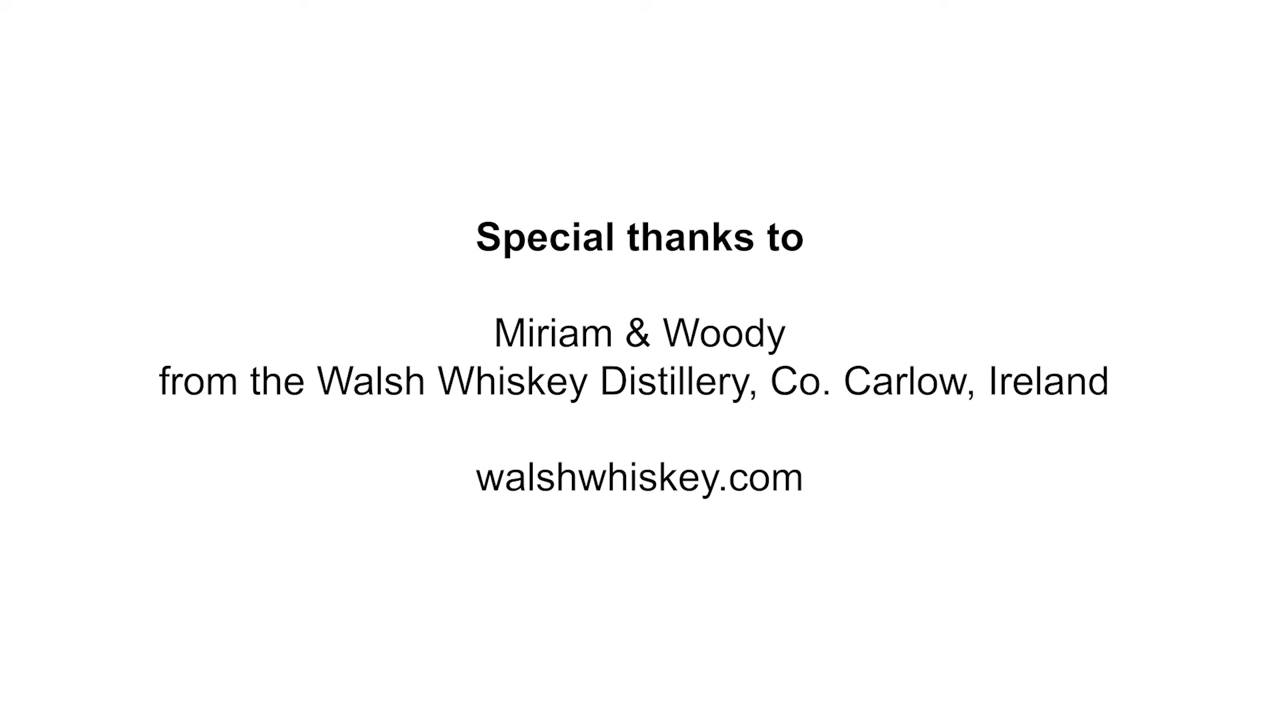 Special thanks to
Miriam & Woody
from the Walsh Whiskey Distillery, Co. Carlow, Ireland
walshwhiskey.com